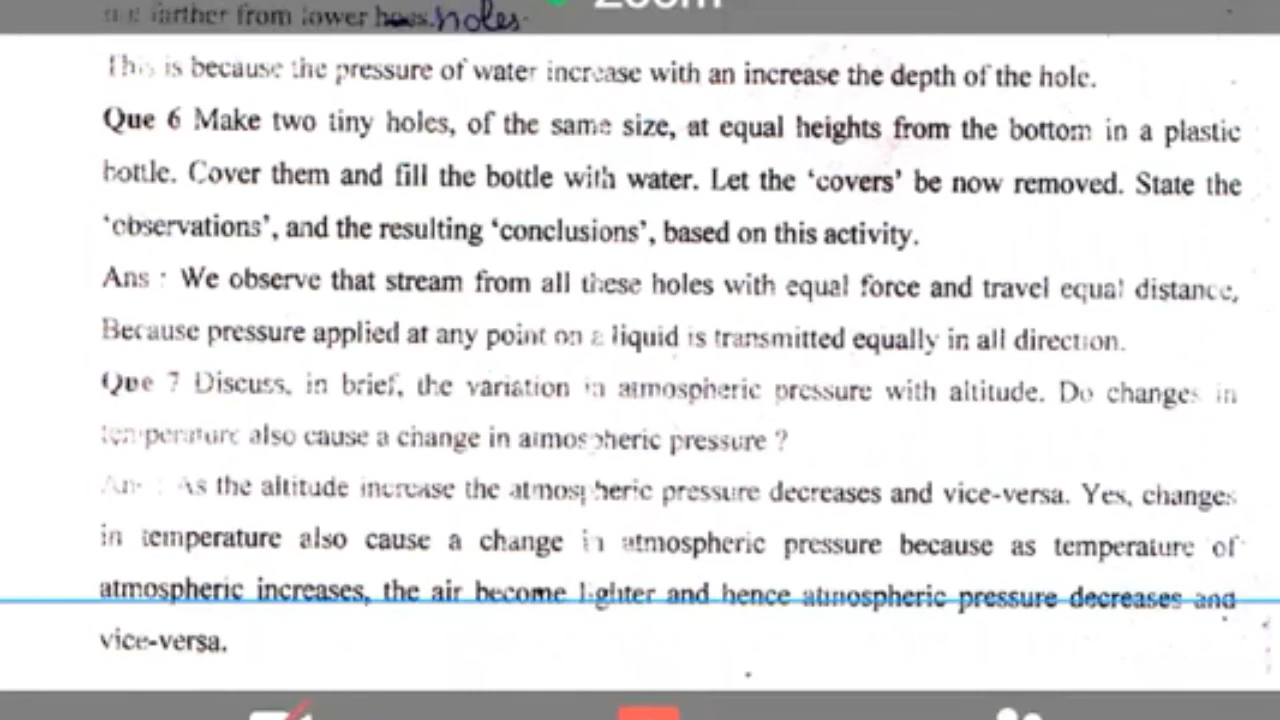 zoom
are farther from lower holes.
This is because the pressure of water increase with an increase the depth of the hole.
Que 6 Make two tiny holes, of the same size, at equal heights from the bottom in a plastic
bottle. Cover them and fill the bottle with water. Let the ‘covers’ be now removed. State the
‘observations’, and the resulting ‘conclusions’, based on this activity.
Ans : We observe that stream from all these holes with equal force and travel equal distance,
Because pressure applied at any point on a liquid is transmitted equally in all direction.
Que 7 Discuss, in brief, the variation in atmospheric pressure with altitude. Do changes in
temperature also cause a change in atmospheric pressure ?
Ans : As the altitude increase the atmospheric pressure decreases and vice-versa. Yes, changes
in temperature also cause a change in atmospheric pressure because as temperature of
atmospheric increases, the air become lighter and hence atmospheric pressure decreases and
vice-versa.